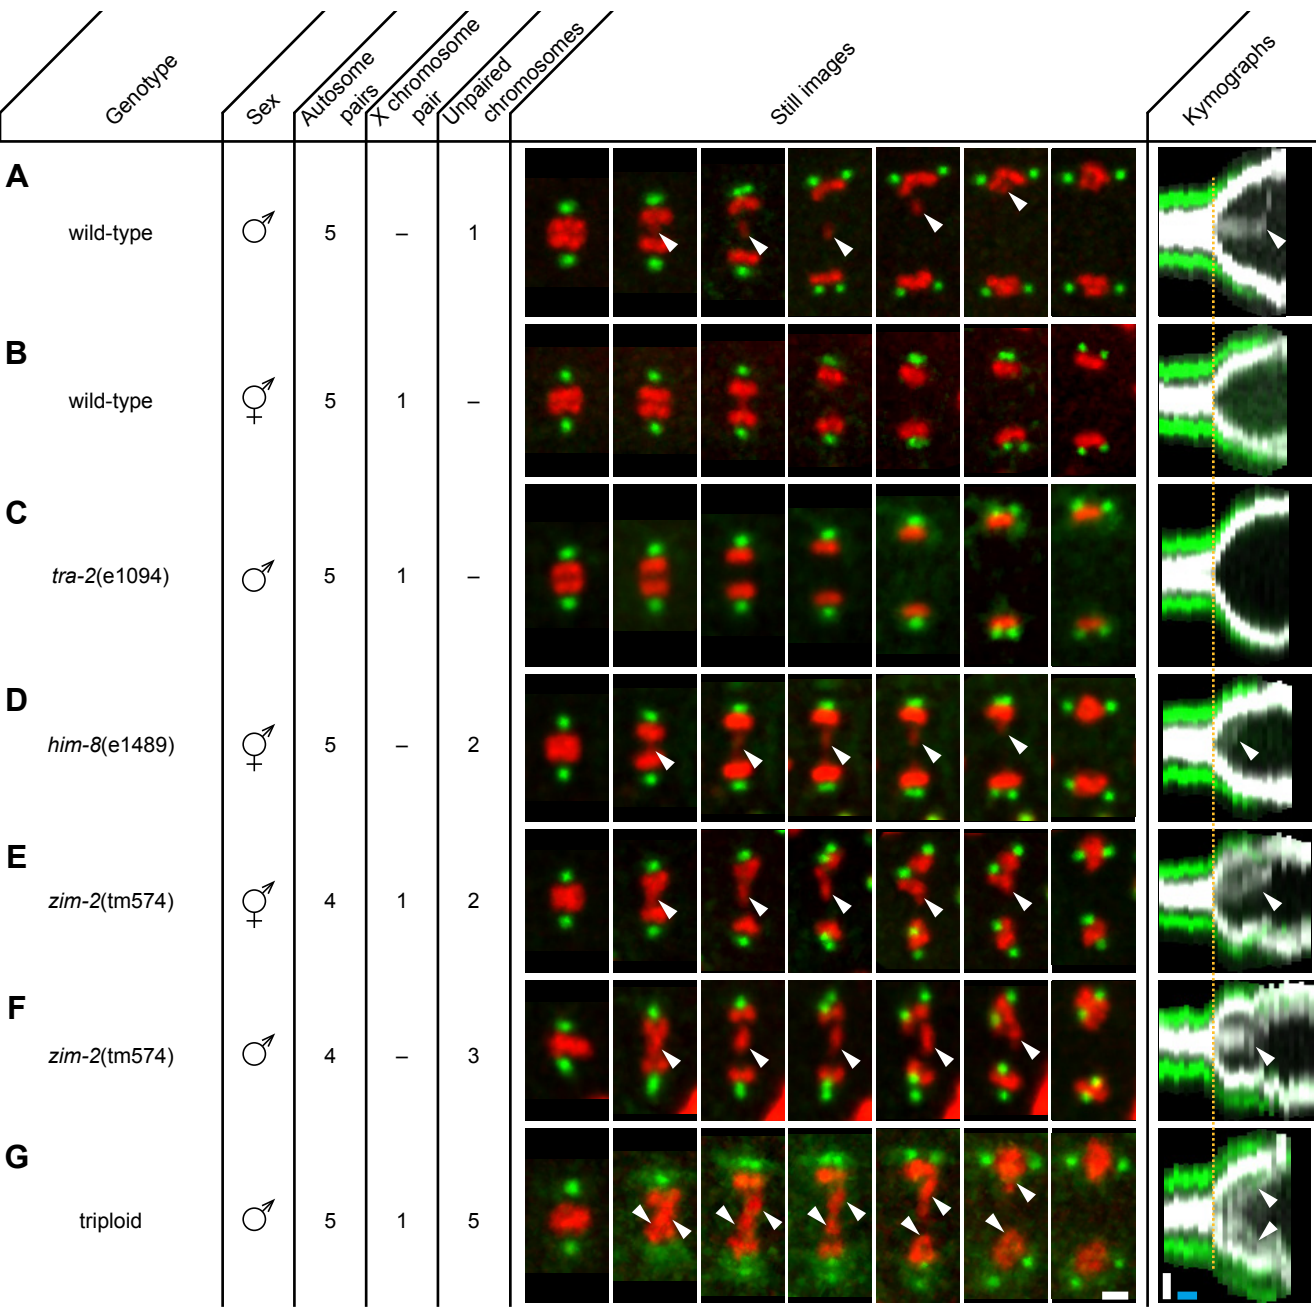 Genotype
Sex
Autosome
pairs
X chromosome
pair
Unpaired
chromosomes
Still images
Kymographs
A
wild-type
5
–
1
B
wild-type
5
1
–
C
tra-2(e1094)
5
1
–
D
him-8(e1489)
5
–
2
E
zim-2(tm574)
4
1
2
F
zim-2(tm574)
4
–
3
G
triploid
5
1
5